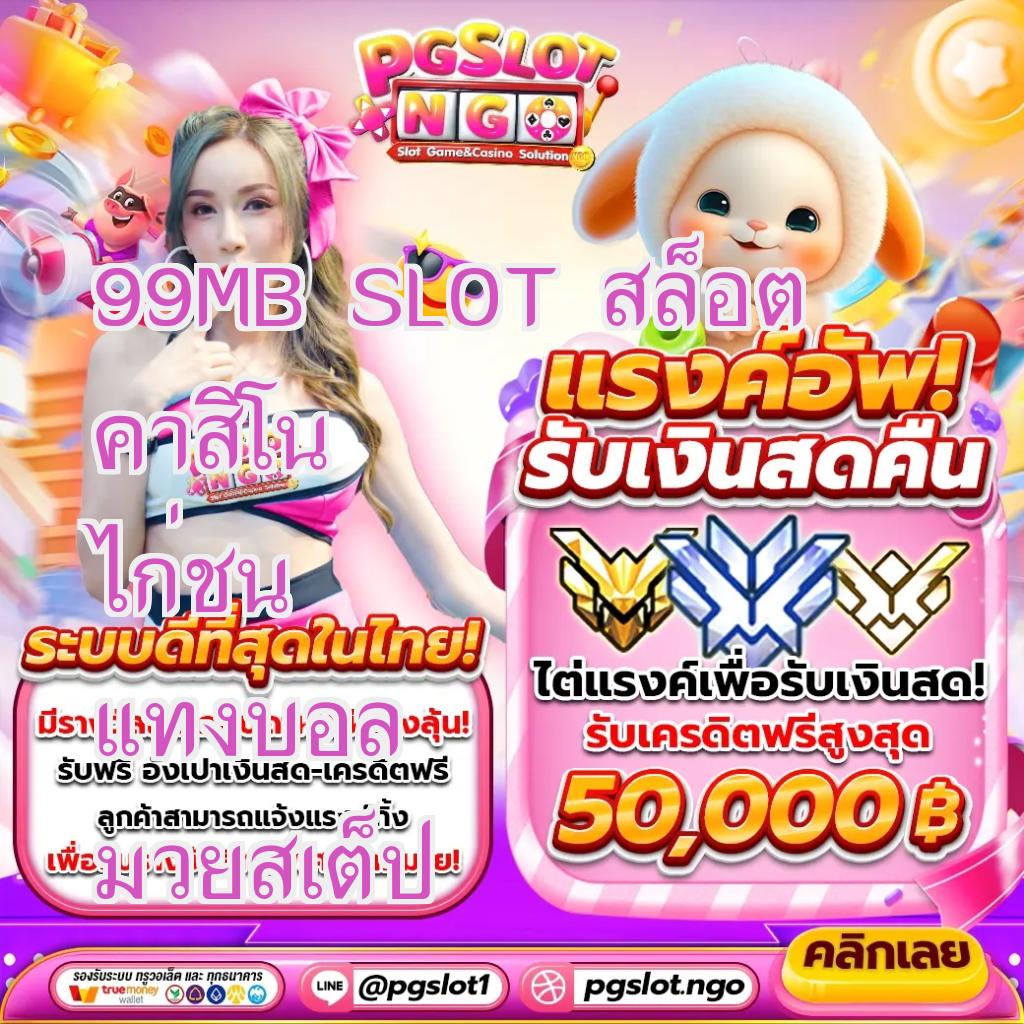 PGSLOT
NGO
Slot Game&Casino Solution
99MB SLOT สล็อต
คาสิโน
ไก่ชน
แทงบอล
มวยสเต็ป
แรงค์อัพ!
รับเงินสดคืน
ไต่แรงค์เพื่อรับเงินสด!
รับเครดิตฟรีสูงสุด
50,000 ฿
ระบบดีที่สุดในไทย!
รับฟรี อั่งเปาเงินสด-เครดิตฟรี
ลูกค้าสามารถแจ้ง
คลิกเลย
รองรับระบบ ทรูวอเล็ต และ ทุกธนาคาร
truemoney
wallet
LINE @pgslot1
pgslot.ngo